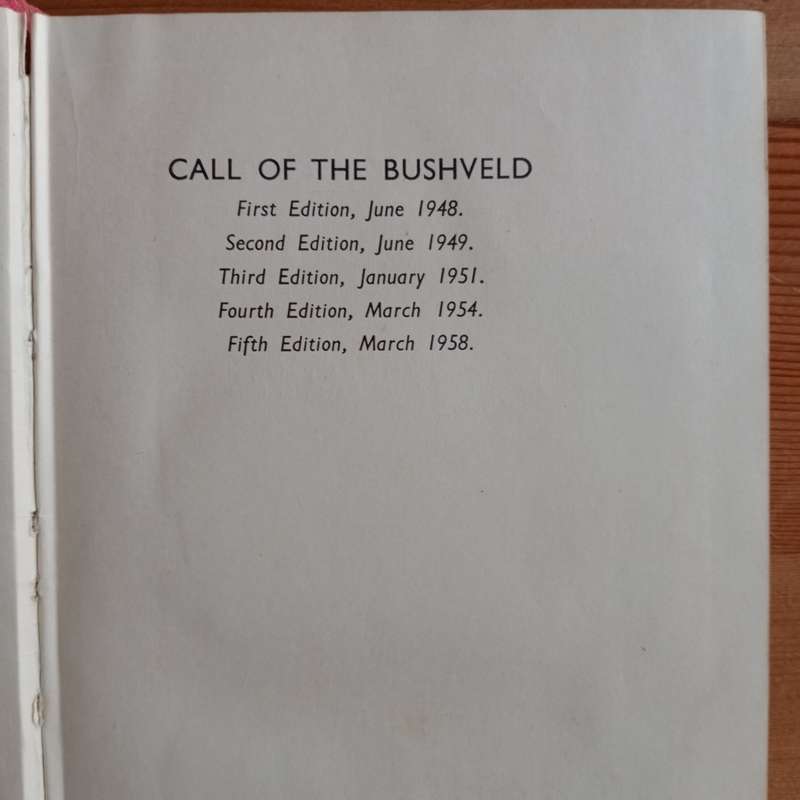 CALL OF THE BUSHVELD
First Edition, June 1948.
Second Edition, June 1949.
Third Edition, January 1951.
Fourth Edition, March 1954.
Fifth Edition, March 1958.